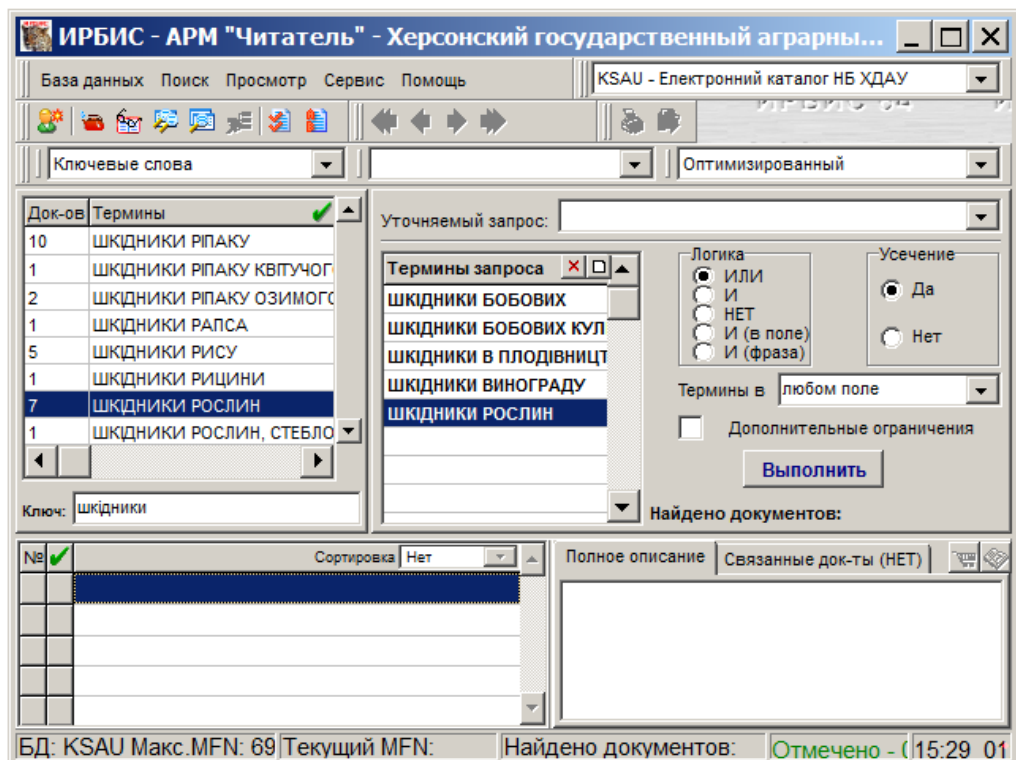 ИРБИС - АРМ "Читатель" - Херсонский государственный аграрны...
База данных Поиск Просмотр Сервис Помощь
KSAU - Електронний каталог НБ ХДАУ
ИРБИС 64
Ключевые слова
Оптимизированный
Док-ов Термины
10 ШКІДНИКИ РІПАКУ
1 ШКІДНИКИ РІПАКУ КВІТУЧОГ
2 ШКІДНИКИ РІПАКУ ОЗИМОГО
1 ШКІДНИКИ РАПСА
5 ШКІДНИКИ РИСУ
1 ШКІДНИКИ РИЦИНИ
7 ШКІДНИКИ РОСЛИН
1 ШКІДНИКИ РОСЛИН, СТЕБЛО
Ключ: шкідники
Уточняемый запрос:
Термины запроса
ШКІДНИКИ БОБОВИХ
ШКІДНИКИ БОБОВИХ КУЛ
ШКІДНИКИ В ПЛОДІВНИЦТ
ШКІДНИКИ ВИНОГРАДУ
ШКІДНИКИ РОСЛИН
Логика
ИЛИ
И
НЕТ
И (в поле)
И (фраза)
Усечение
Да
Нет
Термины в любом поле
Дополнительные ограничения
Выполнить
Найдено документов:
№ Сортировка Нет
Полное описание Связанные док-ты (НЕТ)
БД: KSAU Макс.MFN: 69 Текущий MFN: Найдено документов: Отмечено - 15:29 01